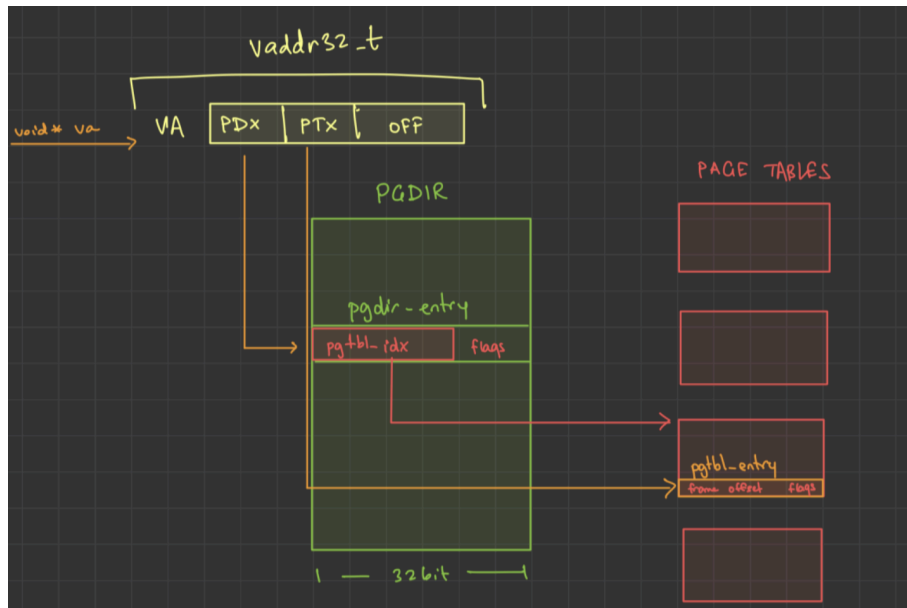 vaddr32_t
void* va
VA PDX PTX OFF
PAGE TABLES
PGDIR
pgdir-entry
pgtbl-idx flags
pgtbl-entry
frame offset flags
32bit